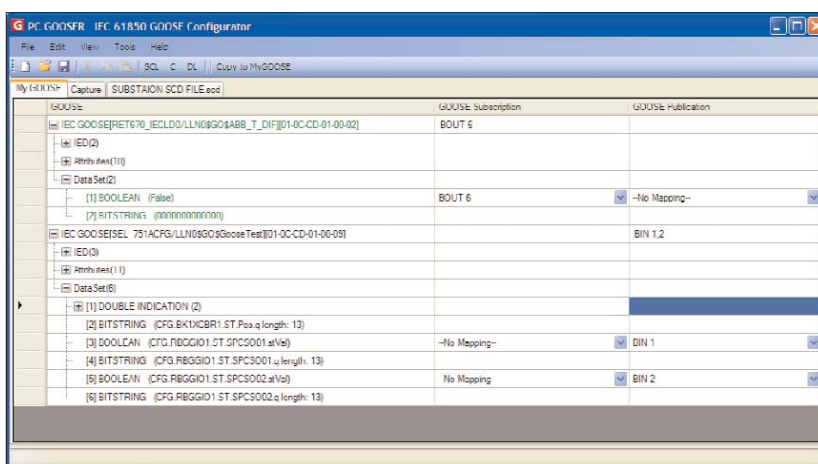 PC GOOSER IEC 61850 GOOSE Configurator
File Edit View Tools Help
SCL C DL Copy to MyGOOSE
My GOOSE Capture SUBSTAION SCD FILE.scd
GOOSE GOOSE Subscription GOOSE Publication
IEC GOOSE[RET670_IECLD0/LLN0$GO$ABB_T_DIF][01-0C-CD-01-00-02] BOUT 6
IED(2)
Attributes(10)
DataSet(2)
[1] BOOLEAN (False) BOUT 6 --No Mapping--
[2] BITSTRING (0000000000000)
IEC GOOSE[SEL_751ACFG/LLN0$GO$GooseTest][01-0C-CD-01-00-09] BIN 1,2
IED(3)
Attributes(11)
DataSet(6)
[1] DOUBLE INDICATION (2)
[2] BITSTRING (CFG.BK1XCBR1.ST.Pos.q length: 13)
[3] BOOLEAN (CFG.RBGGIO1.ST.SPCSO01.stVal) --No Mapping-- BIN 1
[4] BITSTRING (CFG.RBGGIO1.ST.SPCSO01.q length: 13)
[5] BOOLEAN (CFG.RBGGIO1.ST.SPCSO02.stVal) No Mapping BIN 2
[6] BITSTRING (CFG.RBGGIO1.ST.SPCSO02.q length: 13)